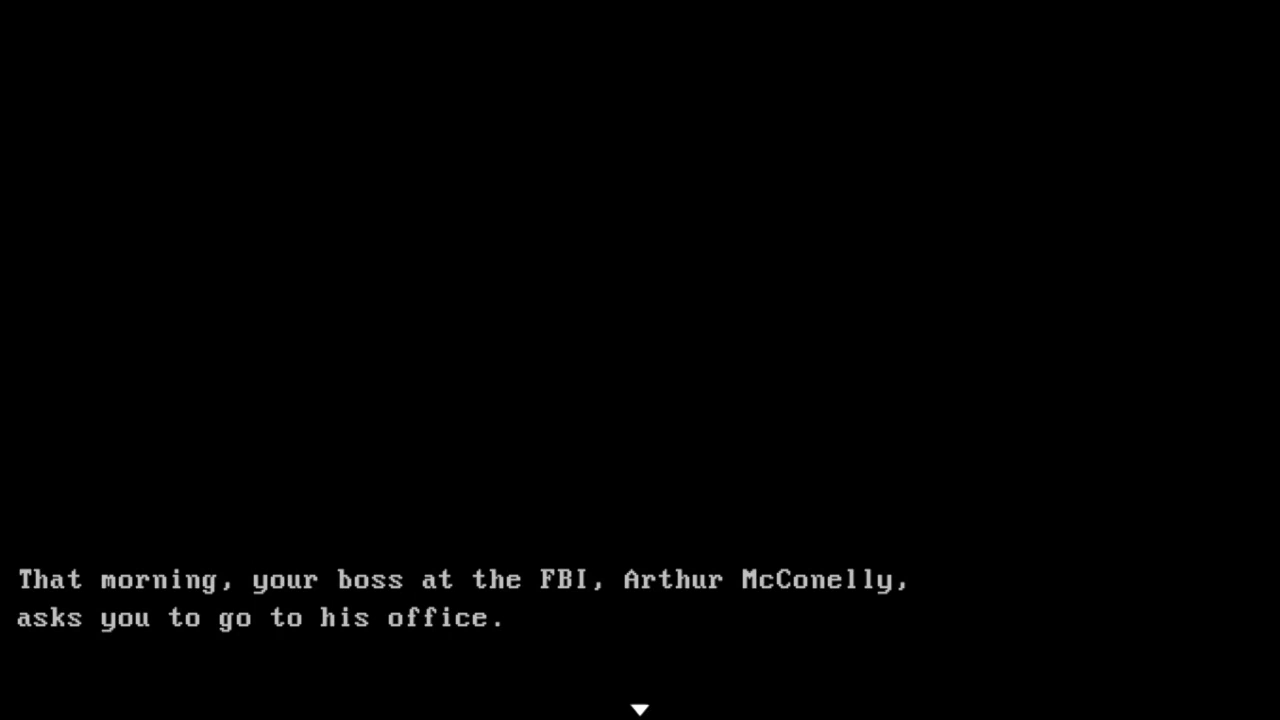 That morning, your boss at the FBI, Arthur McConelly,
asks you to go to his office.